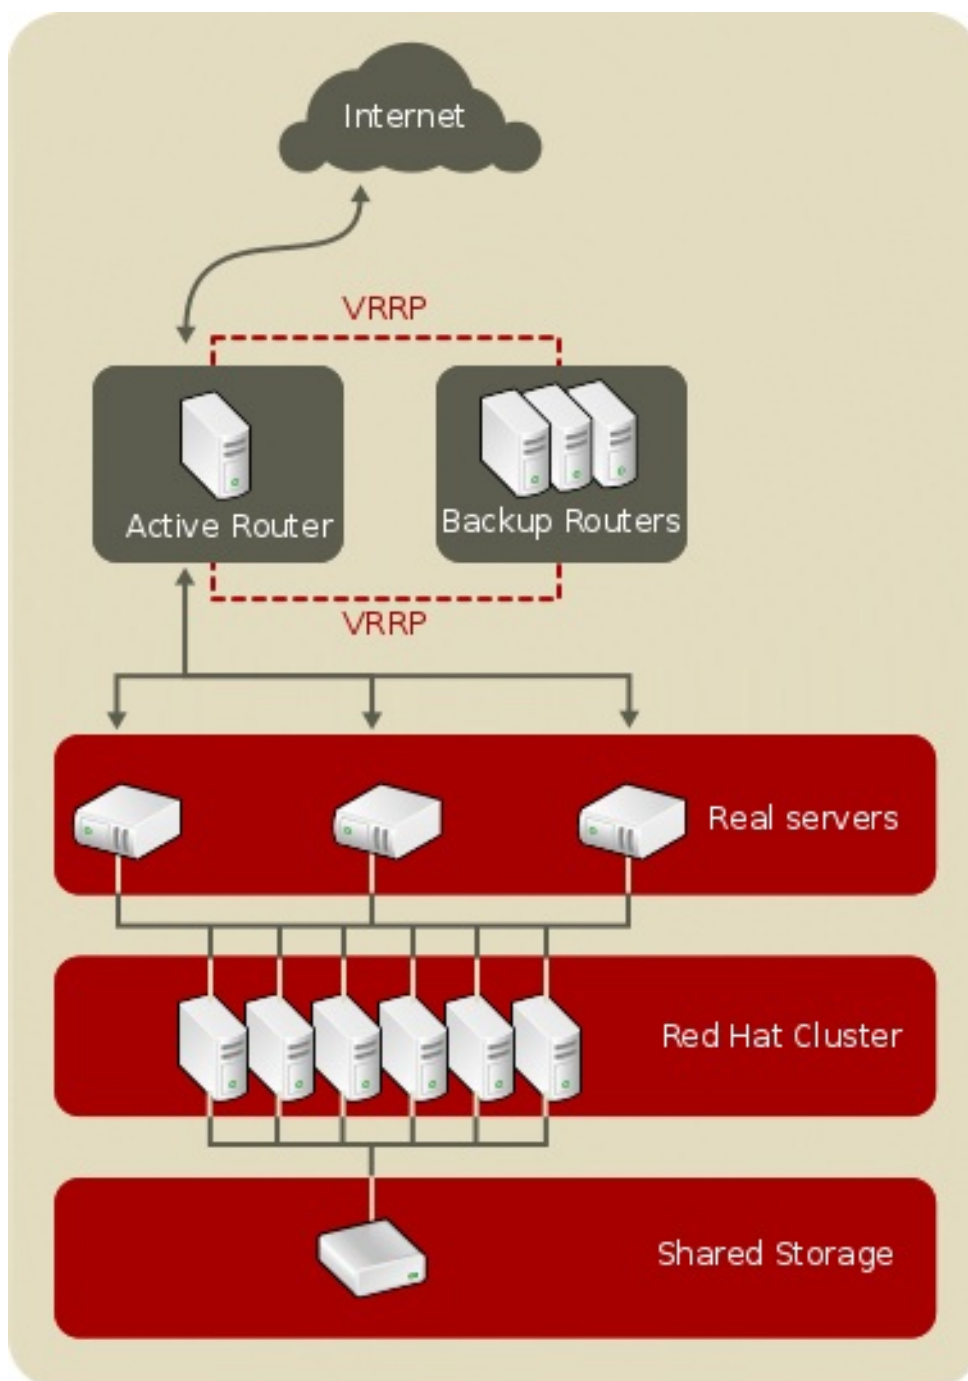 Internet
VRRP
Active Router
Backup Routers
VRRP
Real servers
Red Hat Cluster
Shared Storage